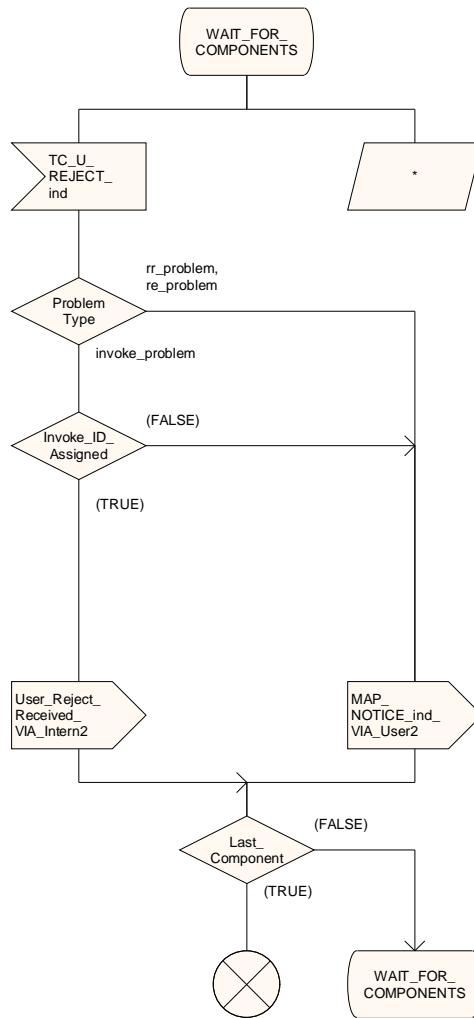 WAIT_FOR_
COMPONENTS
TC_U_
REJECT_
ind
*
rr_problem,
re_problem
Problem
Type
invoke_problem
(FALSE)
Invoke_ID_
Assigned
(TRUE)
User_Reject_
Received_
VIA_Intern2
MAP_
NOTICE_ind_
VIA_User2
(FALSE)
Last_
Component
(TRUE)
WAIT_FOR_
COMPONENTS